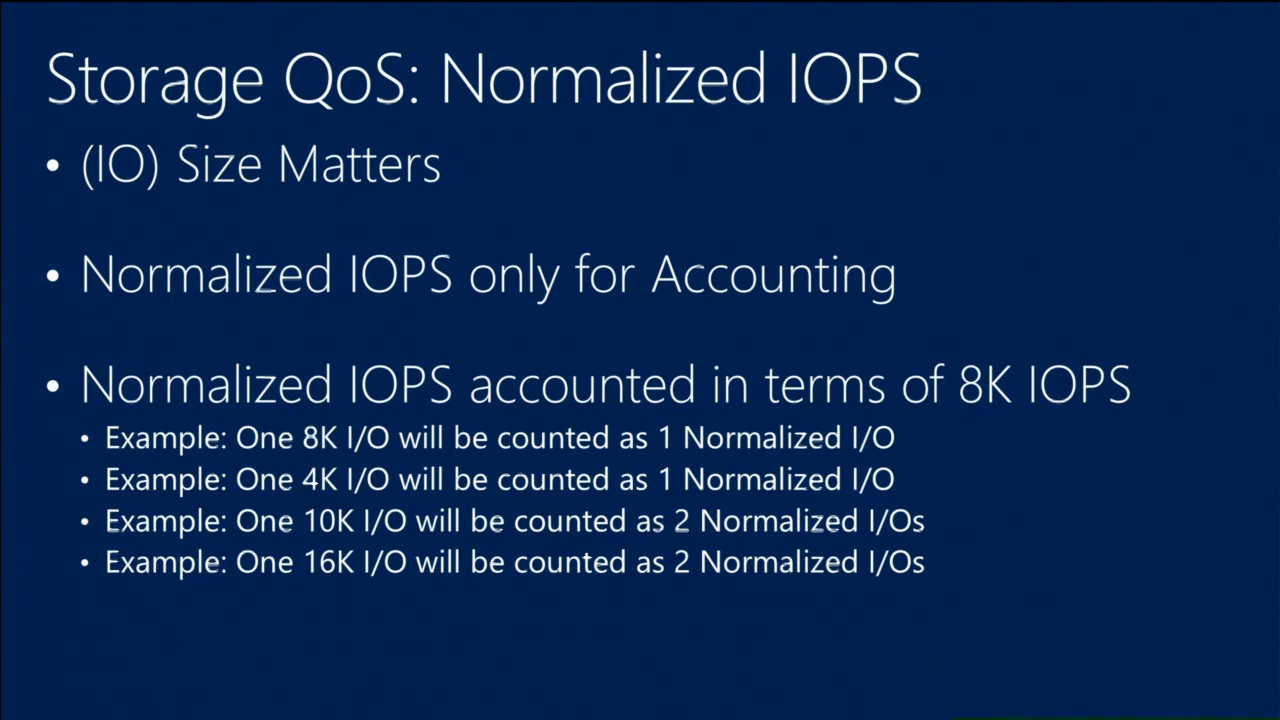 Storage QoS: Normalized IOPS
• (IO) Size Matters
• Normalized IOPS only for Accounting
• Normalized IOPS accounted in terms of 8K IOPS
• Example: One 8K I/O will be counted as 1 Normalized I/O
• Example: One 4K I/O will be counted as 1 Normalized I/O
• Example: One 10K I/O will be counted as 2 Normalized I/Os
• Example: One 16K I/O will be counted as 2 Normalized I/Os